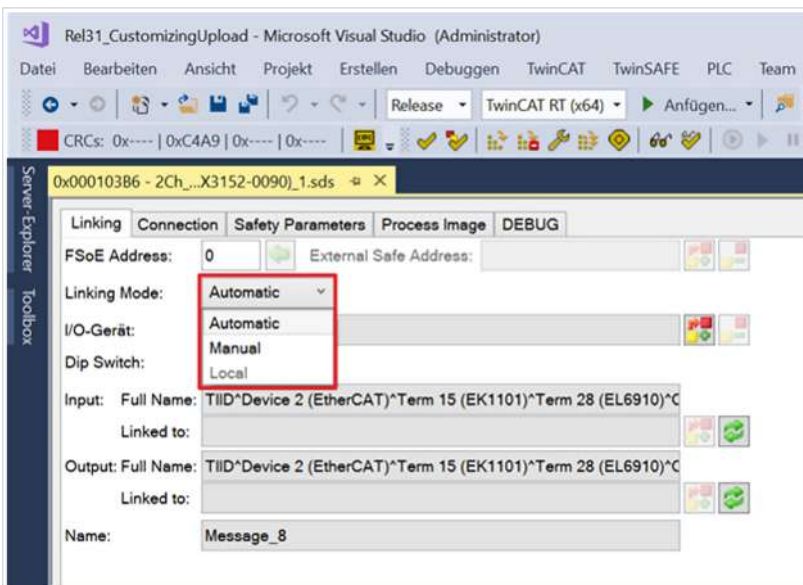 Rel31_CustomizingUpload - Microsoft Visual Studio (Administrator)
Datei Bearbeiten Ansicht Projekt Erstellen Debuggen TwinCAT TwinSAFE PLC Team
Release TwinCAT RT (x64) Anfügen...
CRCs: 0x---- | 0xC4A9 | 0x---- | 0x----
Server-Explorer
Toolbox
0x000103B6 - 2Ch_...X3152-0090)_1.sds
Linking Connection Safety Parameters Process Image DEBUG
FSoE Address: 0 External Safe Address:
Linking Mode: Automatic
Automatic
I/O-Gerät:
Manual
Dip Switch:
Local
Input: Full Name: TIID^Device 2 (EtherCAT)^Term 15 (EK1101)^Term 28 (EL6910)^C
Linked to:
Output: Full Name: TIID^Device 2 (EtherCAT)^Term 15 (EK1101)^Term 28 (EL6910)^C
Linked to:
Name: Message_8